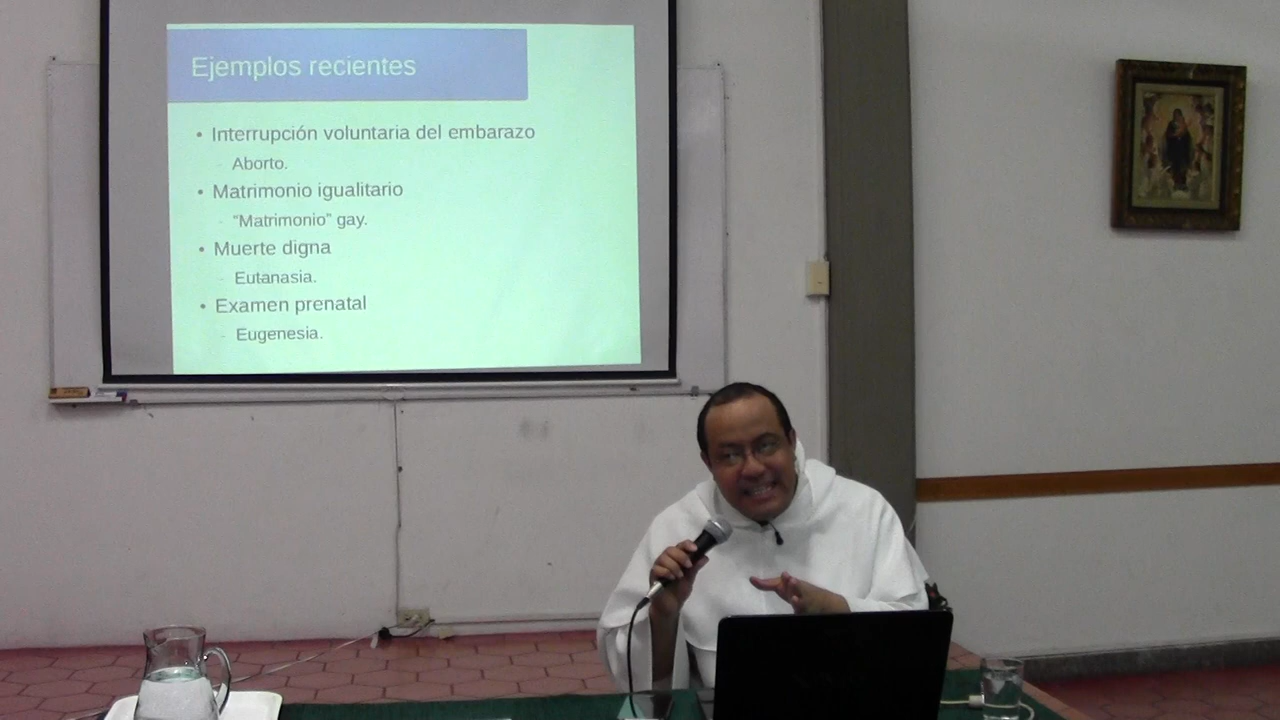 Ejemplos recientes
• Interrupción voluntaria del embarazo
- Aborto.
• Matrimonio igualitario
- "Matrimonio" gay.
• Muerte digna
- Eutanasia.
• Examen prenatal
- Eugenesia.